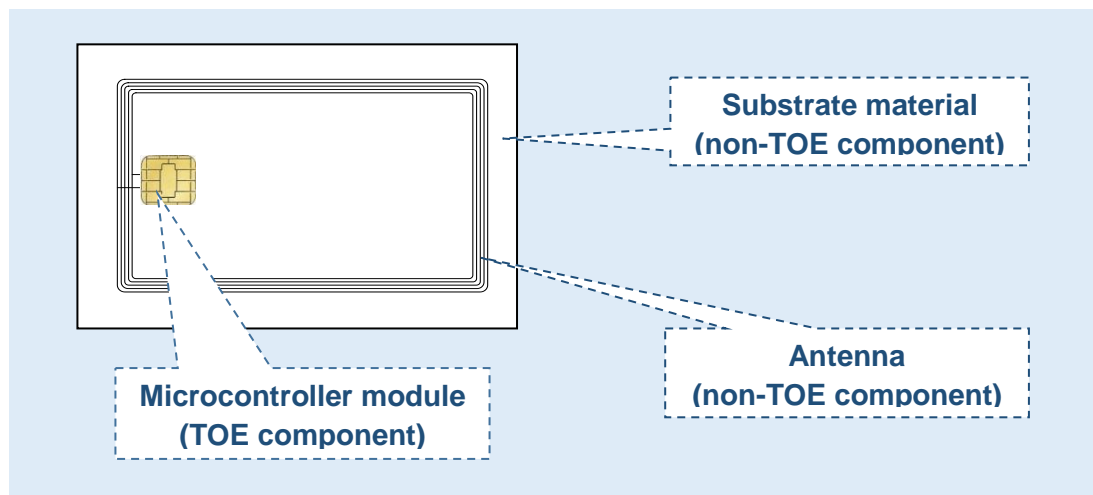 Substrate material
(non-TOE component)
Antenna
(non-TOE component)
Microcontroller module
(TOE component)